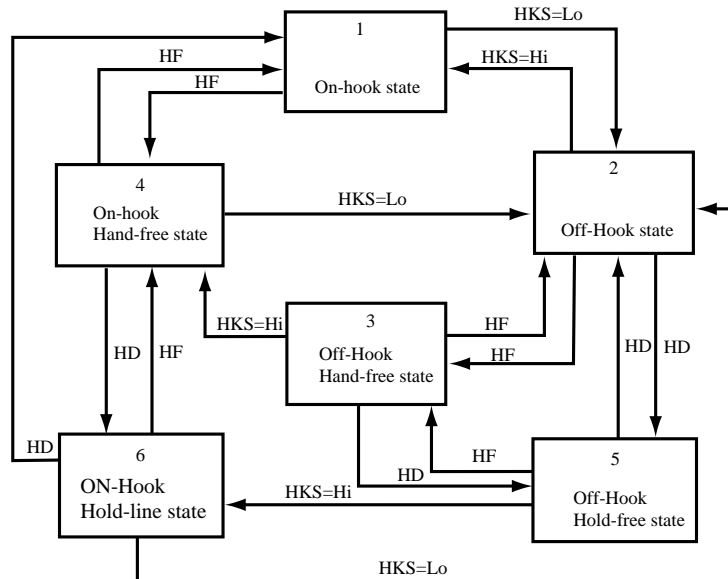 1
On-hook state
HKS=Lo
HKS=Hi
HF
HF
4
On-hook
Hand-free state
HKS=Lo
2
Off-Hook state
HKS=Hi
3
Off-Hook
Hand-free state
HF
HF
HD
HF
HD
HD
HD
6
ON-Hook
Hold-line state
HKS=Hi
HD
HF
5
Off-Hook
Hold-free state
HKS=Lo